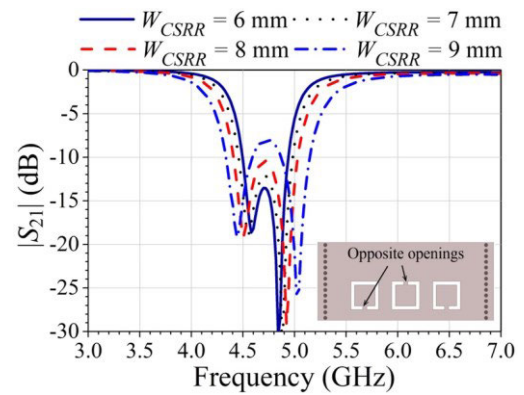 W_CSRR = 6 mm W_CSRR = 7 mm
W_CSRR = 8 mm W_CSRR = 9 mm
0
-5
-10
-15
-20
-25
-30
|S_21| (dB)
Opposite openings
3.0 3.5 4.0 4.5 5.0 5.5 6.0 6.5 7.0
Frequency (GHz)